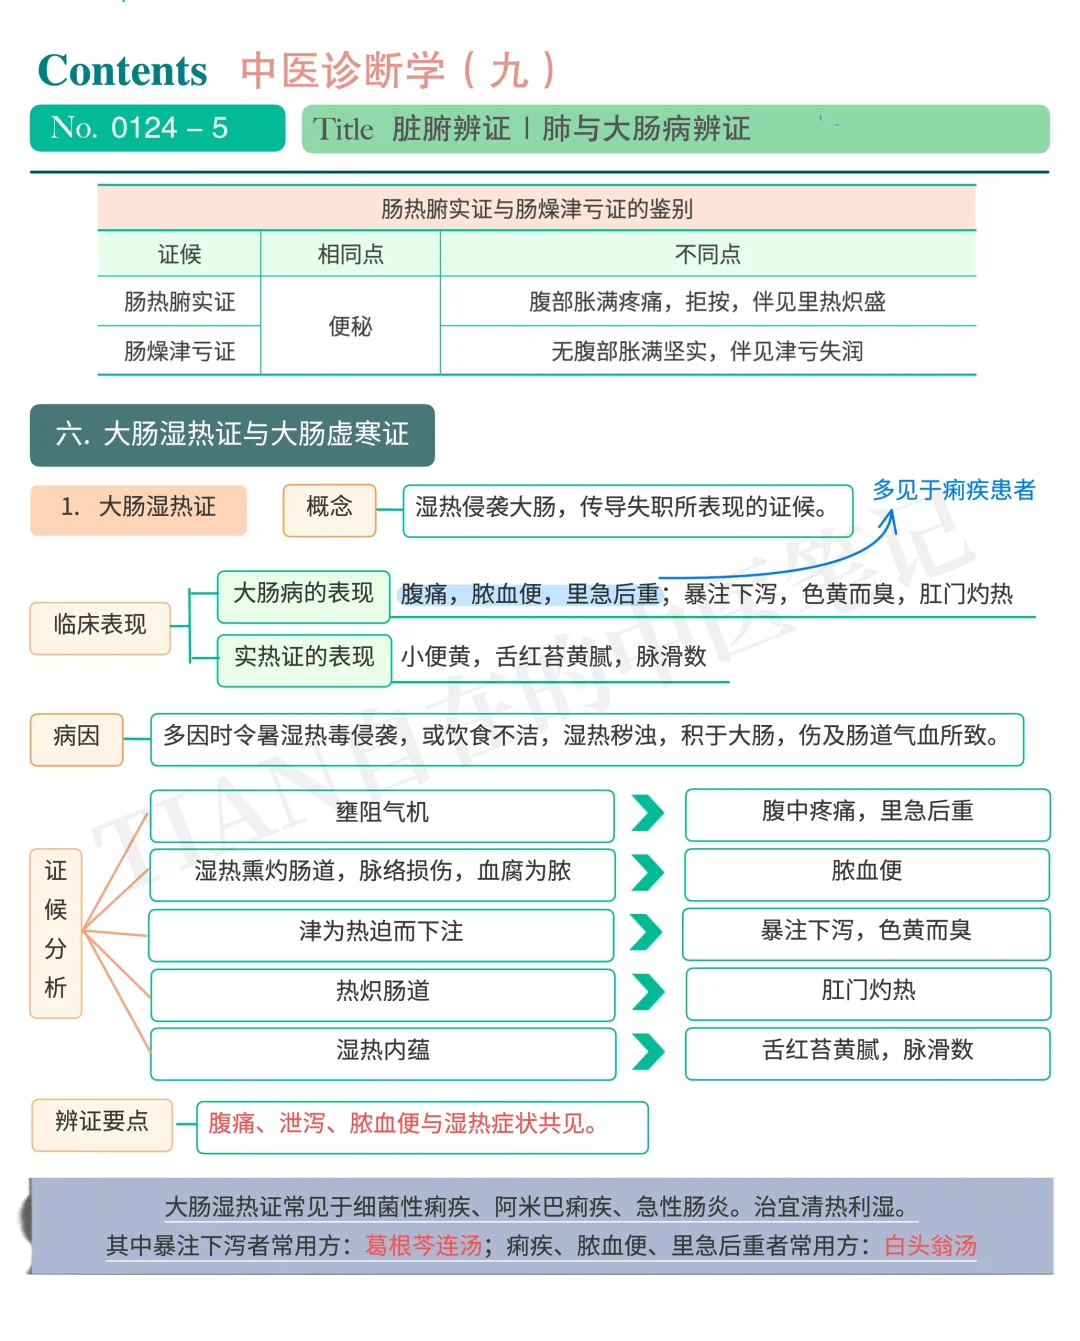 Contents 中医诊断学（九）
No. 0124 – 5
Title 脏腑辨证 | 肺与大肠病辨证
肠热腑实证与肠燥津亏证的鉴别
证候 相同点 不同点
肠热腑实证 便秘 腹部胀满疼痛，拒按，伴见里热炽盛
肠燥津亏证 无腹部胀满坚实，伴见津亏失润
六. 大肠湿热证与大肠虚寒证
多见于痢疾患者
1. 大肠湿热证 概念 湿热侵袭大肠，传导失职所表现的证候。
临床表现
大肠病的表现 腹痛，脓血便，里急后重；暴注下泻，色黄而臭，肛门灼热
实热证的表现 小便黄，舌红苔黄腻，脉滑数
病因 多因时令暑湿热毒侵袭，或饮食不洁，湿热秽浊，积于大肠，伤及肠道气血所致。
证候分析
壅阻气机 腹中疼痛，里急后重
湿热熏灼肠道，脉络损伤，血腐为脓 脓血便
津为热迫而下注 暴注下泻，色黄而臭
热炽肠道 肛门灼热
湿热内蕴 舌红苔黄腻，脉滑数
辨证要点 腹痛、泄泻、脓血便与湿热症状共见。
大肠湿热证常见于细菌性痢疾、阿米巴痢疾、急性肠炎。治宜清热利湿。
其中暴注下泻者常用方：葛根芩连汤；痢疾、脓血便、里急后重者常用方：白头翁汤
TIAN自在的中医笔记